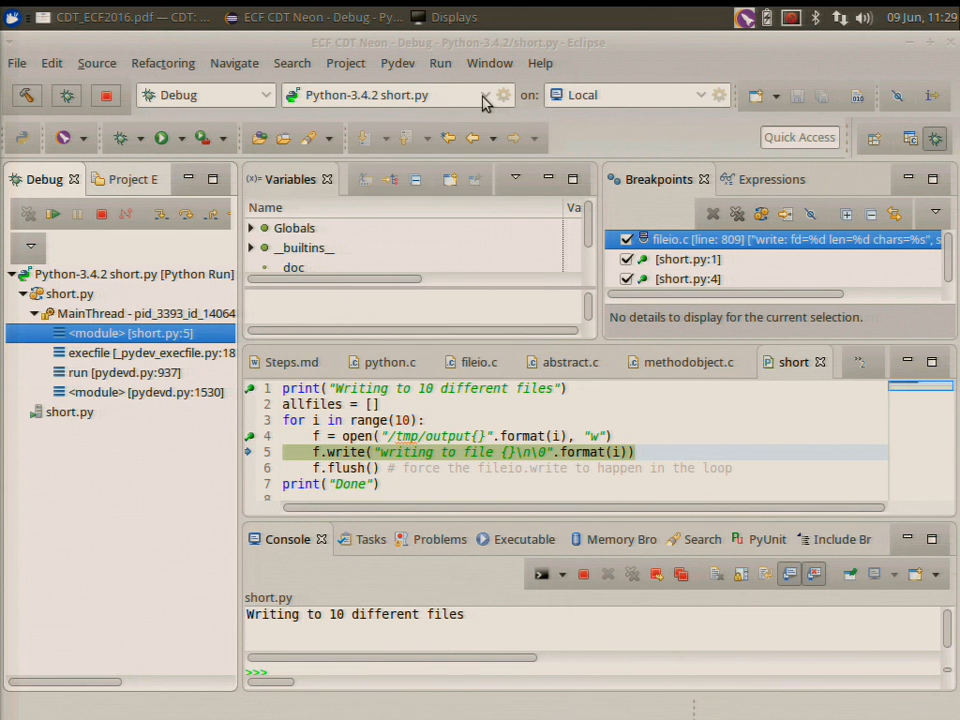 CDT_ECF2016.pdf — CDT: ...
ECF CDT Neon - Debug - Py...
Displays
09 Jun, 11:29
ECF CDT Neon - Debug - Python-3.4.2/short.py - Eclipse
File Edit Source Refactoring Navigate Search Project Pydev Run Window Help
Debug
Python-3.4.2 short.py
on:
Local
Quick Access
Debug
Project E
Variables
Breakpoints
Expressions
Name
Va
Globals
__builtins__
doc
fileio.c [line: 809] ["write: fd=%d len=%d chars=%s", s
[short.py:1]
[short.py:4]
No details to display for the current selection.
Python-3.4.2 short.py [Python Run]
short.py
MainThread - pid_3393_id_14064
<module> [short.py:5]
execfile [_pydev_execfile.py:18
run [pydevd.py:937]
<module> [pydevd.py:1530]
short.py
Steps.md
python.c
fileio.c
abstract.c
methodobject.c
short
1 print("Writing to 10 different files")
2 allfiles = []
3 for i in range(10):
4 f = open("/tmp/output{}".format(i), "w")
5 f.write("writing to file {}\n\0".format(i))
6 f.flush() # force the fileio.write to happen in the loop
7 print("Done")
8
Console
Tasks
Problems
Executable
Memory Bro
Search
PyUnit
Include Br
short.py
Writing to 10 different files
>>>